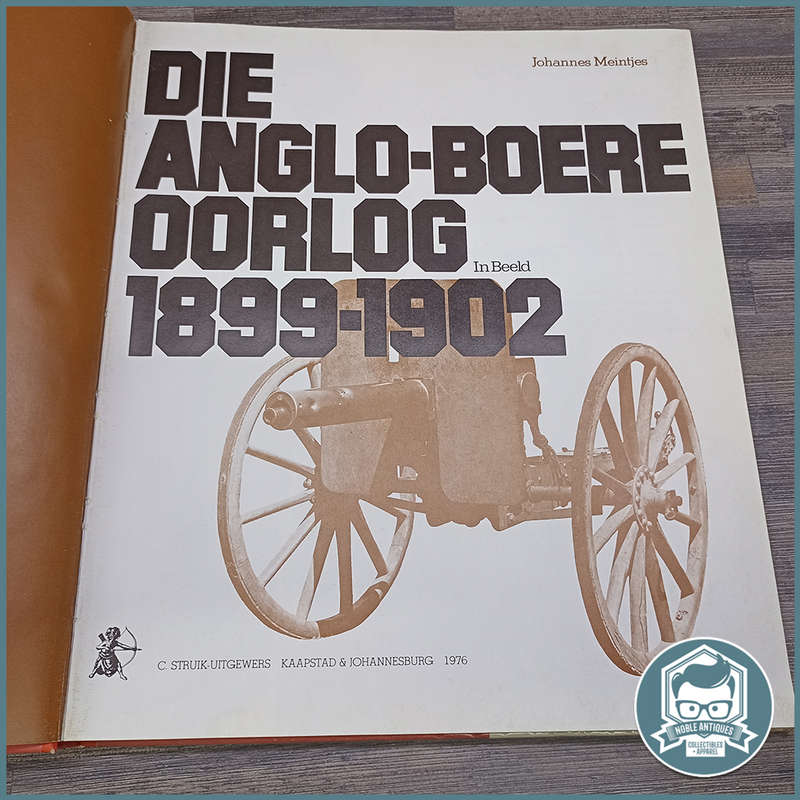 Johannes Meintjes
DIE
ANGLO-BOERE
OORLOG
In Beeld
1899-1902
C. STRUIK-UITGEWERS KAAPSTAD & JOHANNESBURG 1976
NOBLE ANTIQUES
COLLECTIBLES
+ APPAREL